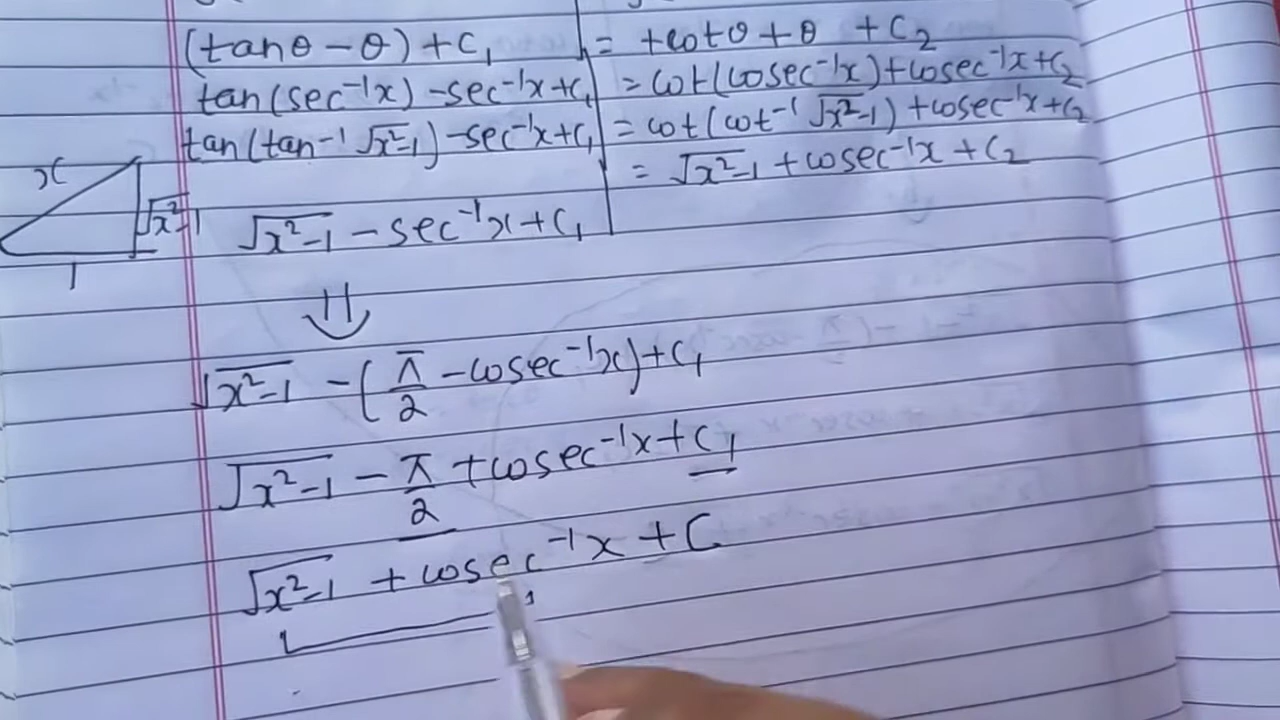 (tanθ - θ) + C₁
tan(sec⁻¹x) - sec⁻¹x + C₁
tan(tan⁻¹ √x²-1) - sec⁻¹x + C₁
√x²-1 - sec⁻¹x + C₁
= +cotθ + θ + C₂
= cot(cosec⁻¹x) + cosec⁻¹x + C₂
= cot(cot⁻¹ √x²-1) + cosec⁻¹x + C₂
= √x²-1 + cosec⁻¹x + C₂
x
√x²-1
1
√x²-1 - (π/2 - cosec⁻¹x) + C₁
√x²-1 - π/2 + cosec⁻¹x + C₁
√x²-1 + cosec⁻¹x + C